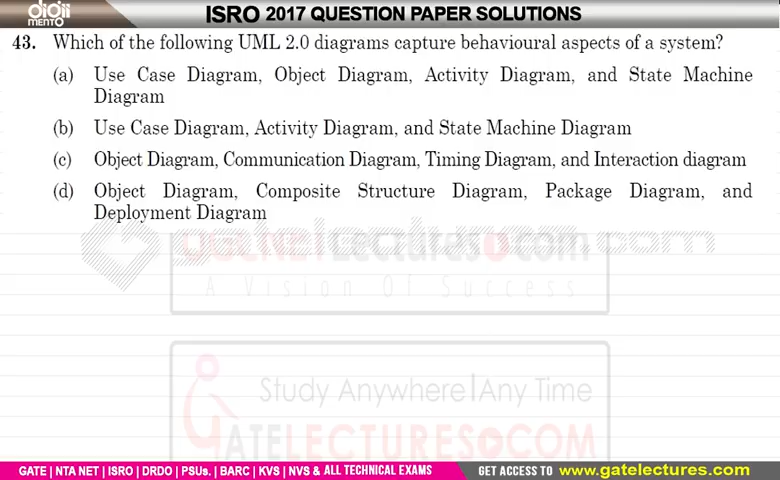 digii
MENTO
ISRO 2017 QUESTION PAPER SOLUTIONS
43. Which of the following UML 2.0 diagrams capture behavioural aspects of a system?
(a) Use Case Diagram, Object Diagram, Activity Diagram, and State Machine
Diagram
(b) Use Case Diagram, Activity Diagram, and State Machine Diagram
(c) Object Diagram, Communication Diagram, Timing Diagram, and Interaction diagram
(d) Object Diagram, Composite Structure Diagram, Package Diagram, and
Deployment Diagram
gatelectures.com
A Vision Of Success
Study Anywhere|Any Time
GATELECTURES.COM
GATE | NTA NET | ISRO | DRDO | PSUs. | BARC | KVS | NVS & ALL TECHNICAL EXAMS GET ACCESS TO www.gatelectures.com